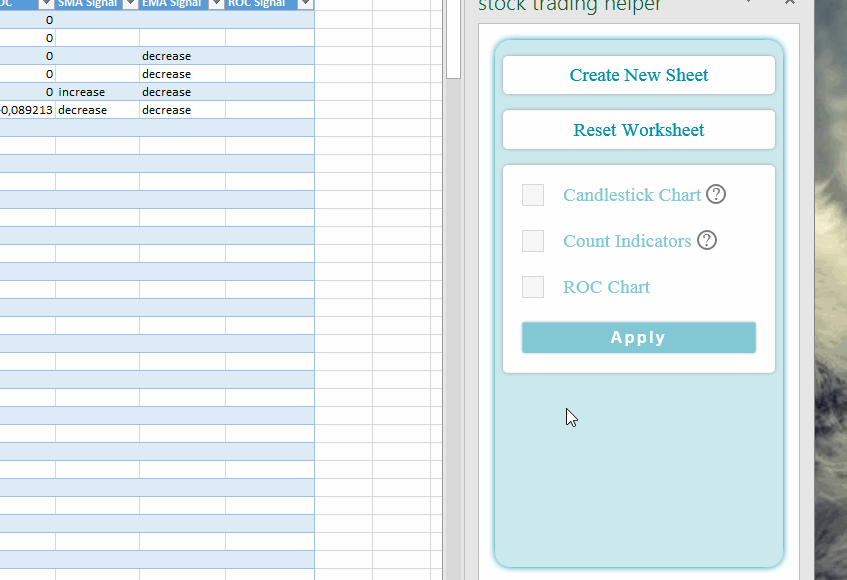 OC SMA Signal EMA Signal ROC Signal
0
0
0 decrease
0 decrease
0 increase decrease
-0,089213 decrease decrease
stock trading helper
Create New Sheet
Reset Worksheet
Candlestick Chart ?
Count Indicators ?
ROC Chart
Apply